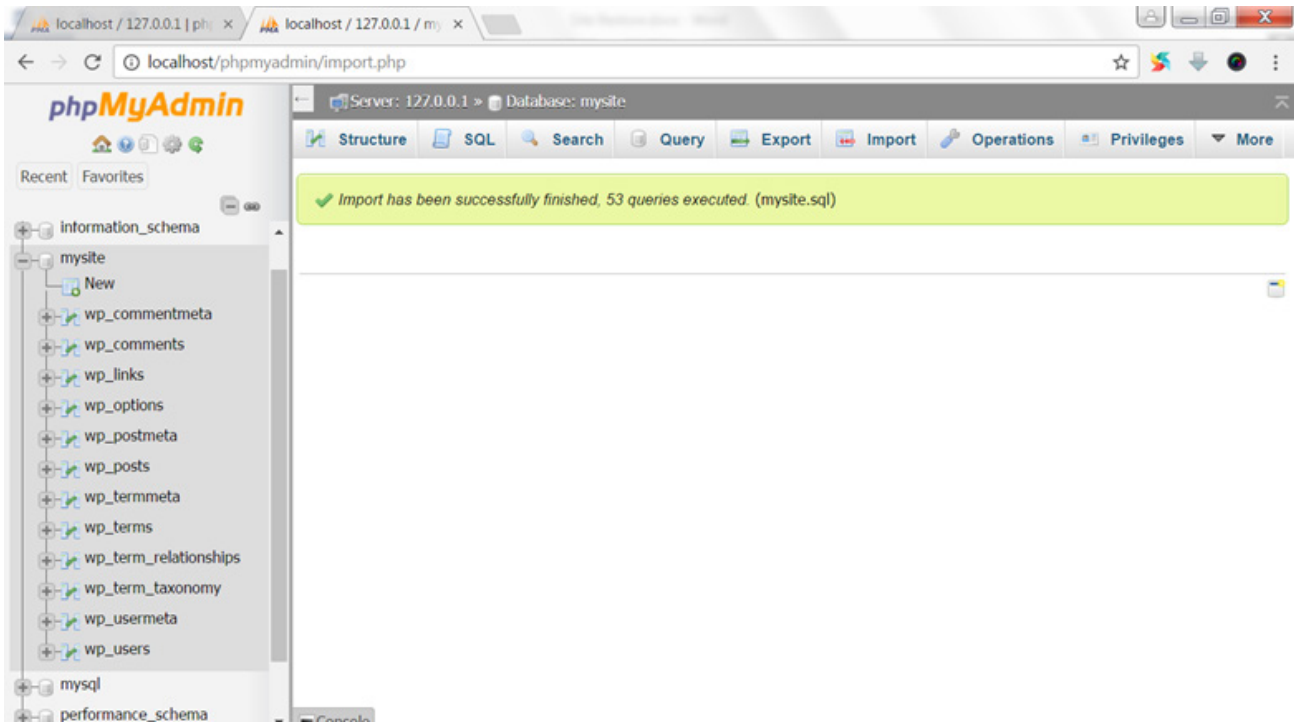 localhost / 127.0.0.1 | ph
localhost / 127.0.0.1 / my
localhost/phpmyadmin/import.php
phpMyAdmin
Recent Favorites
information_schema
mysite
New
wp_commentmeta
wp_comments
wp_links
wp_options
wp_postmeta
wp_posts
wp_termmeta
wp_terms
wp_term_relationships
wp_term_taxonomy
wp_usermeta
wp_users
mysql
performance_schema
Server: 127.0.0.1 » Database: mysite
Structure SQL Search Query Export Import Operations Privileges More
Import has been successfully finished, 53 queries executed. (mysite.sql)
Console